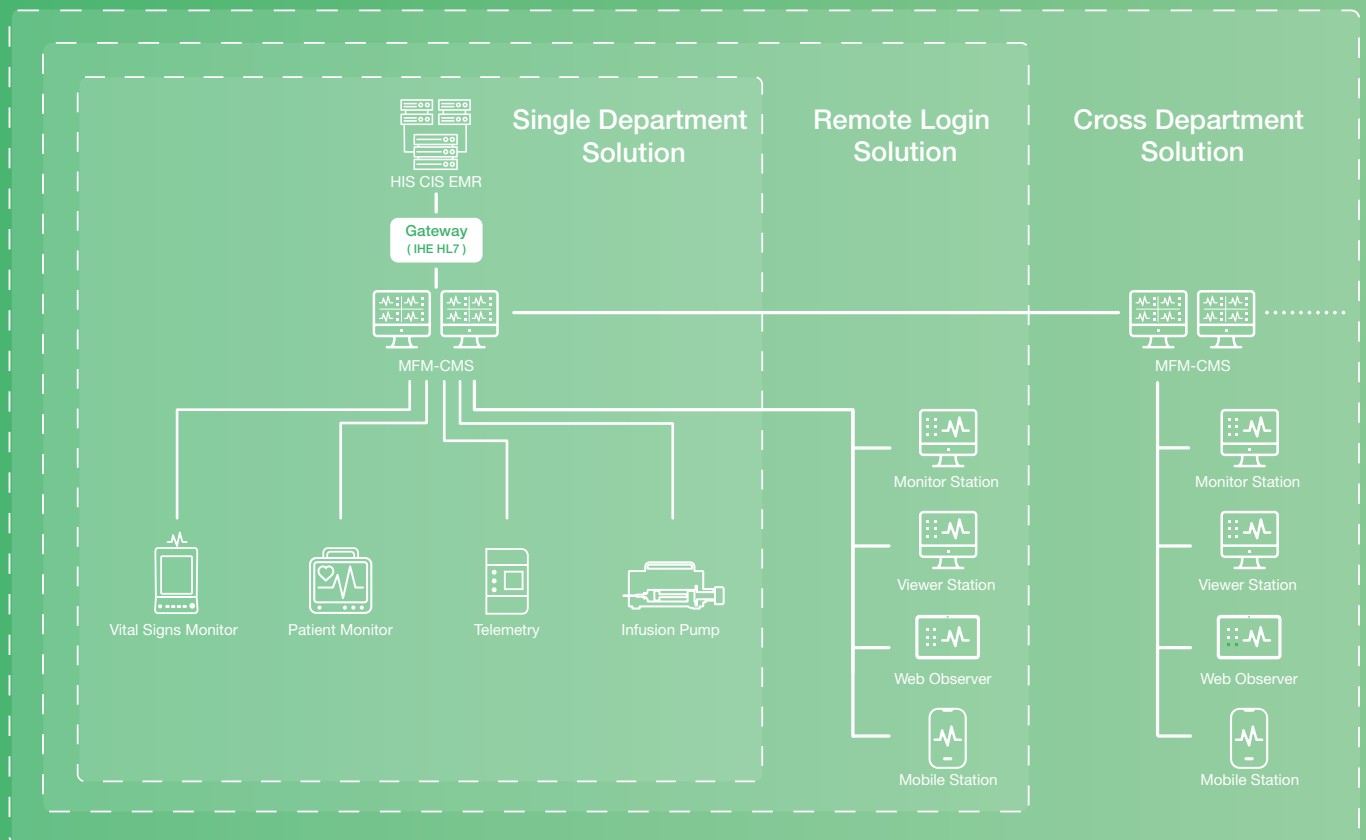 Single Department
Solution
Remote Login
Solution
Cross Department
Solution
HIS CIS EMR
Gateway
( IHE HL7 )
MFM-CMS
MFM-CMS
Monitor Station
Monitor Station
Viewer Station
Viewer Station
Vital Signs Monitor
Patient Monitor
Telemetry
Infusion Pump
Web Observer
Web Observer
Mobile Station
Mobile Station